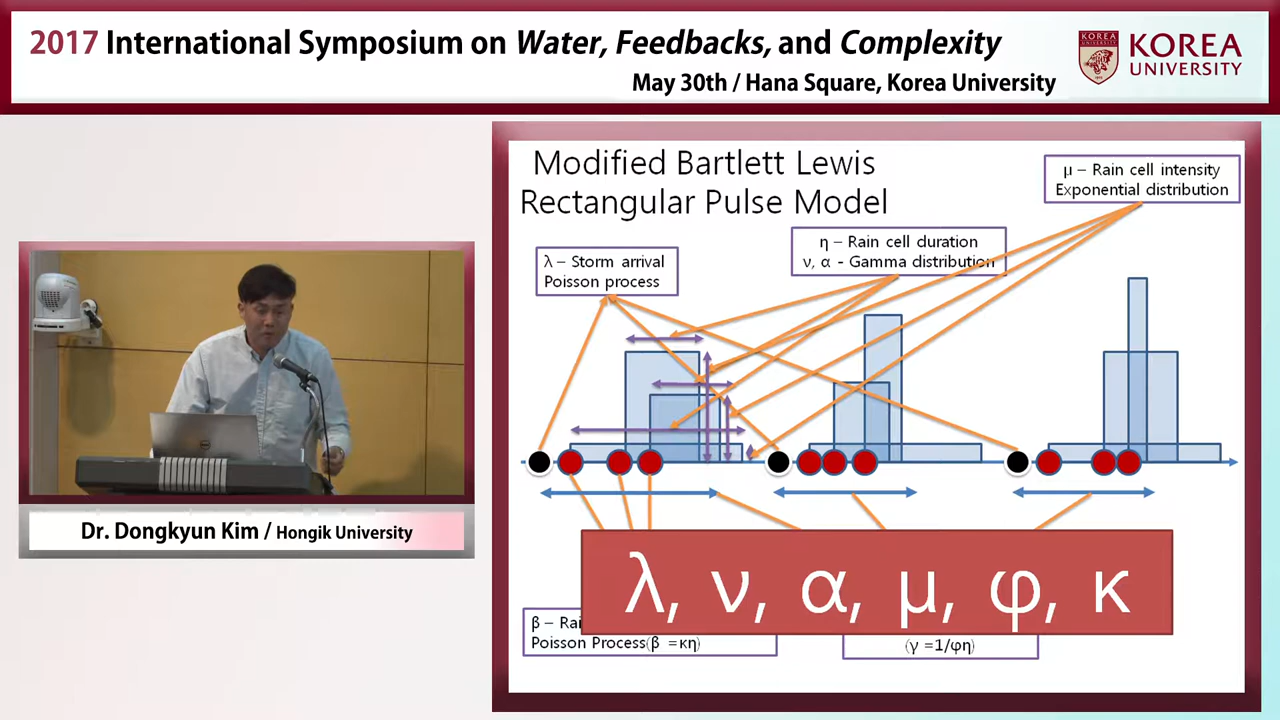 2017 International Symposium on Water, Feedbacks, and Complexity
May 30th / Hana Square, Korea University
KOREA
UNIVERSITY
Modified Bartlett Lewis
Rectangular Pulse Model
μ – Rain cell intensity
Exponential distribution
η – Rain cell duration
ν, α - Gamma distribution
λ – Storm arrival
Poisson process
λ, ν, α, μ, φ, κ
β – Rai
Poisson Process(β =κη)
(γ =1/φη)
Dr. Dongkyun Kim / Hongik University